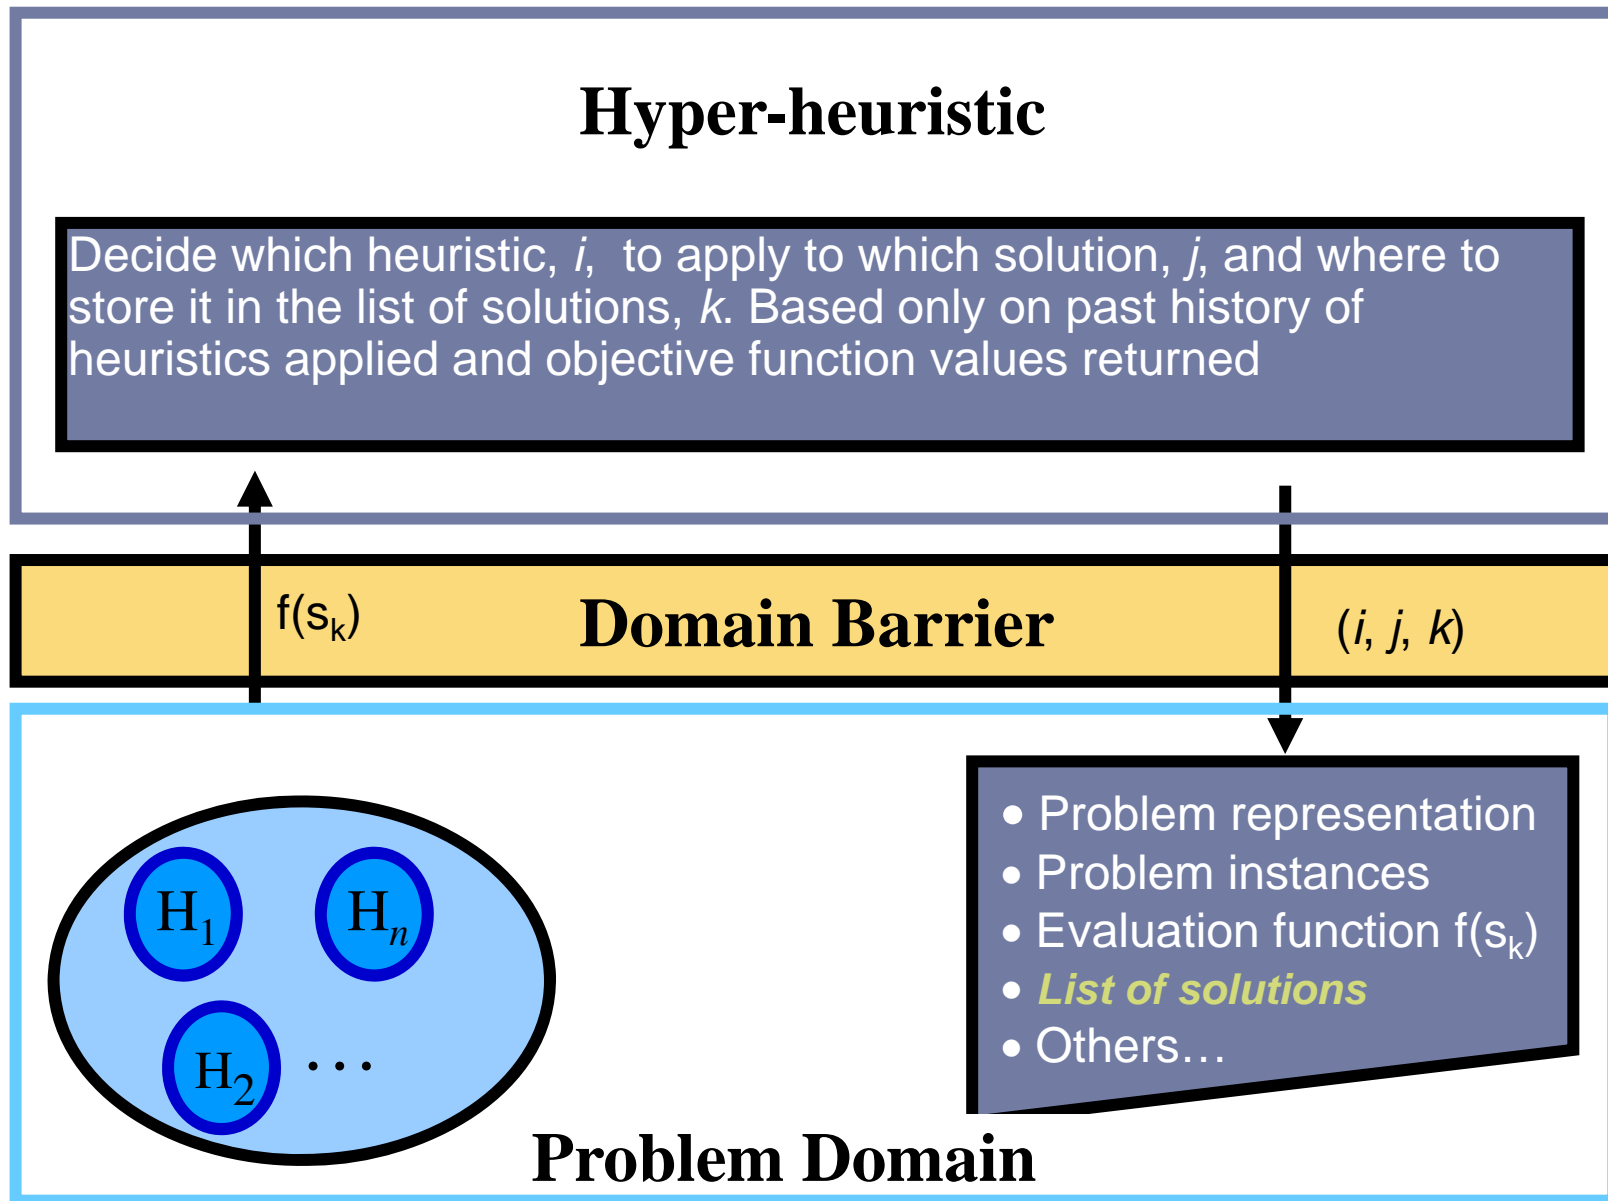 Hyper-heuristic
Decide which heuristic, i, to apply to which solution, j, and where to
store it in the list of solutions, k. Based only on past history of
heuristics applied and objective function values returned
f(sk)
Domain Barrier
(i, j, k)
H1
Hn
H2 ...
• Problem representation
• Problem instances
• Evaluation function f(sk)
• List of solutions
• Others…
Problem Domain